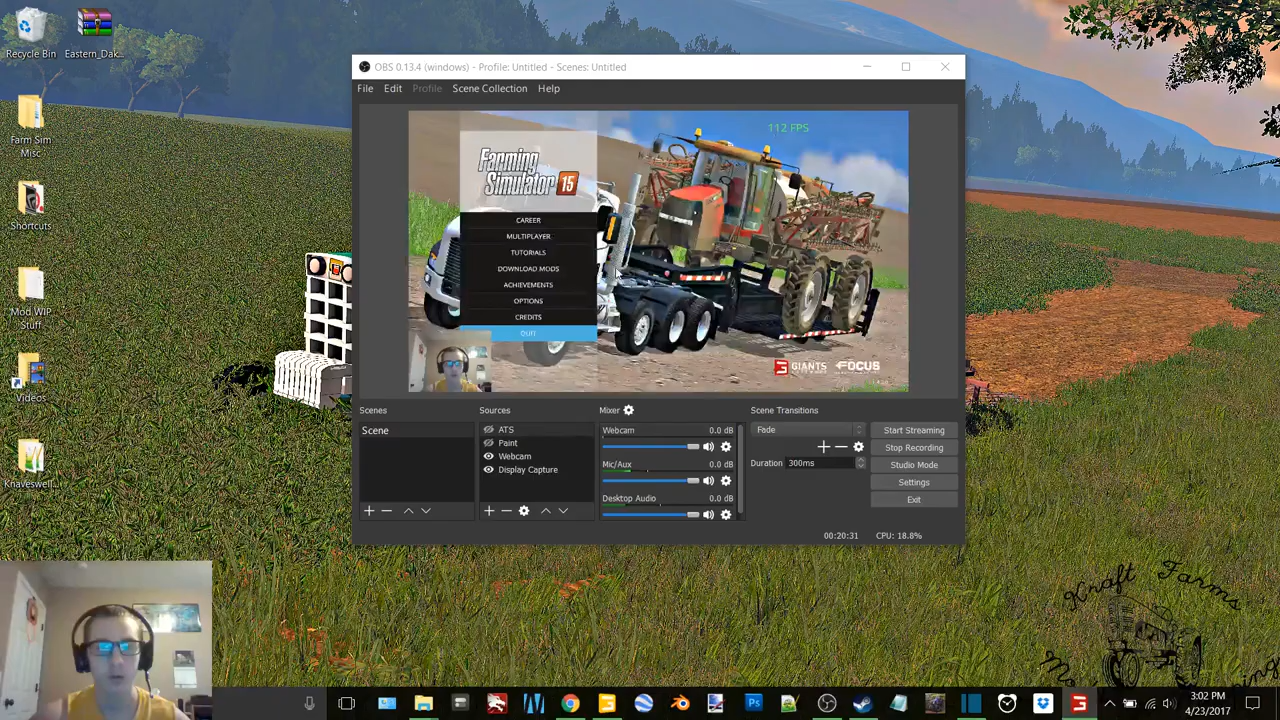 Recycle Bin
Eastern_Dak...
Farm Sim
Misc
Shortcuts
Mod WIP
Stuff
Videos
Knaveswell...
OBS 0.13.4 (windows) - Profile: Untitled - Scenes: Untitled
File Edit Profile Scene Collection Help
112 FPS
Farming
Simulator 15
CAREER
MULTIPLAYER
TUTORIALS
DOWNLOAD MODS
ACHIEVEMENTS
OPTIONS
CREDITS
QUIT
GIANTS
FOCUS
Scenes
Scene
Sources
ATS
Paint
Webcam
Display Capture
Mixer
Webcam 0.0 dB
Mic/Aux 0.0 dB
Desktop Audio 0.0 dB
Scene Transitions
Fade
Duration 300ms
Start Streaming
Stop Recording
Studio Mode
Settings
Exit
00:20:31 CPU: 18.8%
Kraft Farms
3:02 PM
4/23/2017